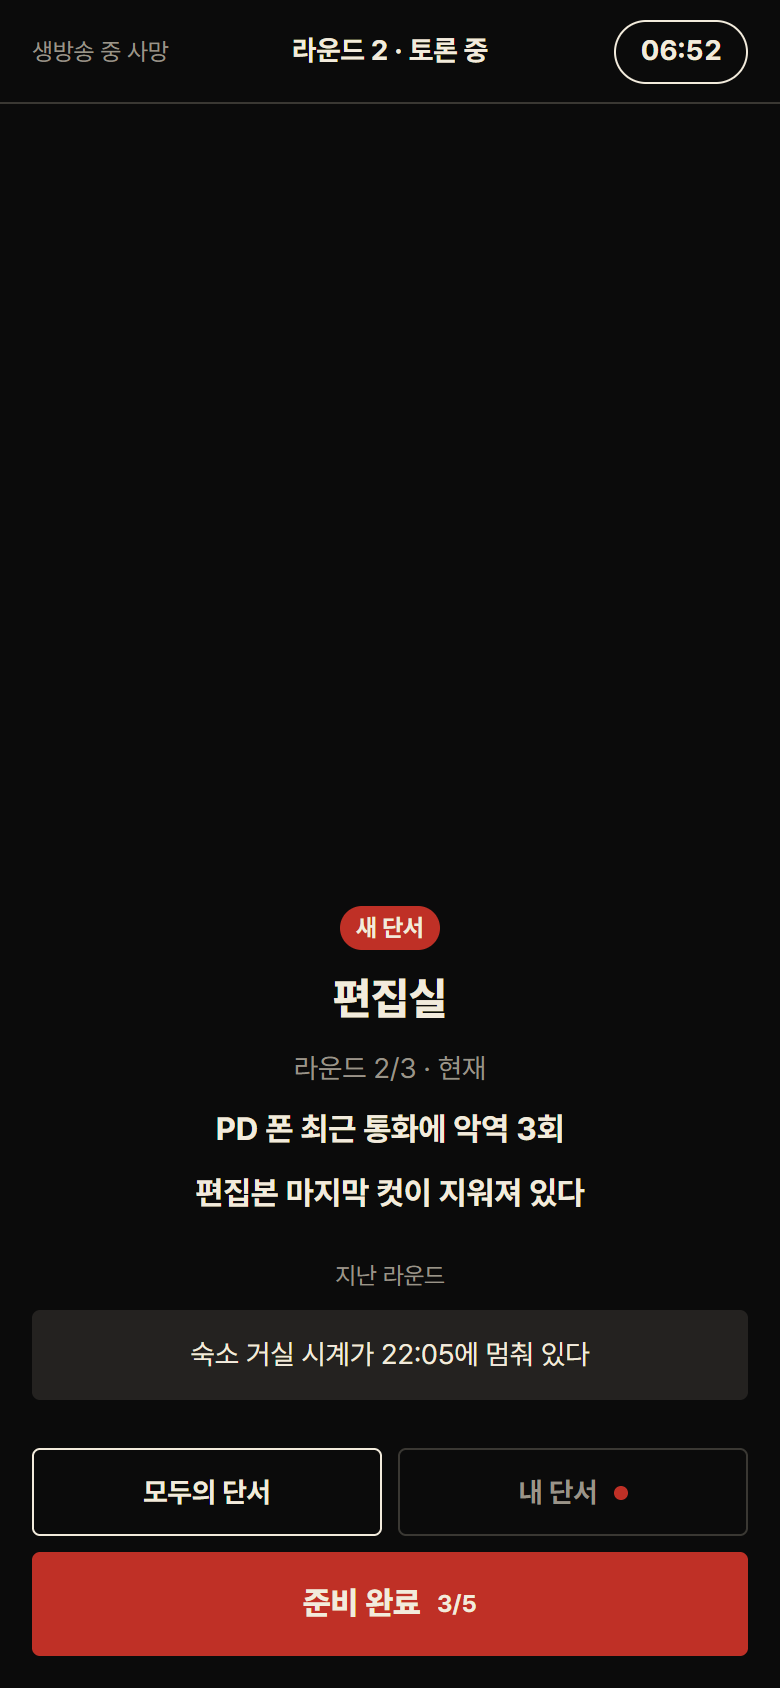 생방송 중 사망
라운드 2 · 토론 중
06:52
새 단서
편집실
라운드 2/3 · 현재
PD 폰 최근 통화에 악역 3회
편집본 마지막 컷이 지워져 있다
지난 라운드
숙소 거실 시계가 22:05에 멈춰 있다
모두의 단서
내 단서
준비 완료 3/5